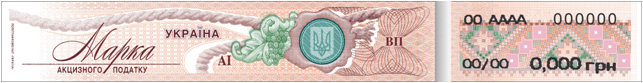 Марка
АКЦИЗНОГО ПОДАТКУ
УКРАЇНА
АІ
ВП
00 АААА 000000
00/00 0,000 грн